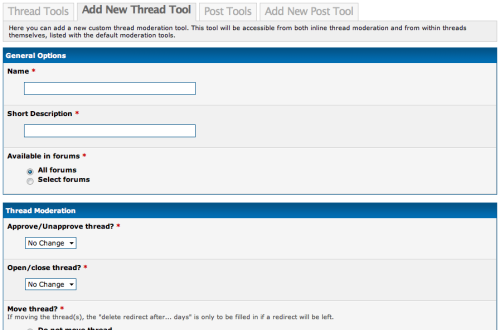 Thread Tools Add New Thread Tool Post Tools Add New Post Tool
Here you can add a new custom thread moderation tool. This tool will be accessible from both inline thread moderation and from within threads
themselves, listed with the default moderation tools.
General Options
Name *
Short Description *
Available in forums *
All forums
Select forums
Thread Moderation
Approve/Unapprove thread? *
No Change
Open/close thread? *
No Change
Move thread? *
If moving the thread(s), the "delete redirect after... days" is only to be filled in if a redirect will be left.
Do not move thread